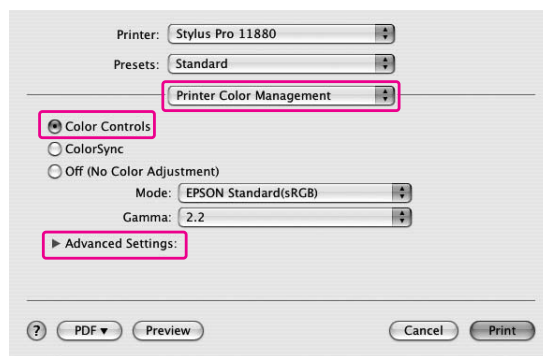 Printer: Stylus Pro 11880
Presets: Standard
Printer Color Management
Color Controls
ColorSync
Off (No Color Adjustment)
Mode: EPSON Standard(sRGB)
Gamma: 2.2
Advanced Settings:
? PDF Preview Cancel Print